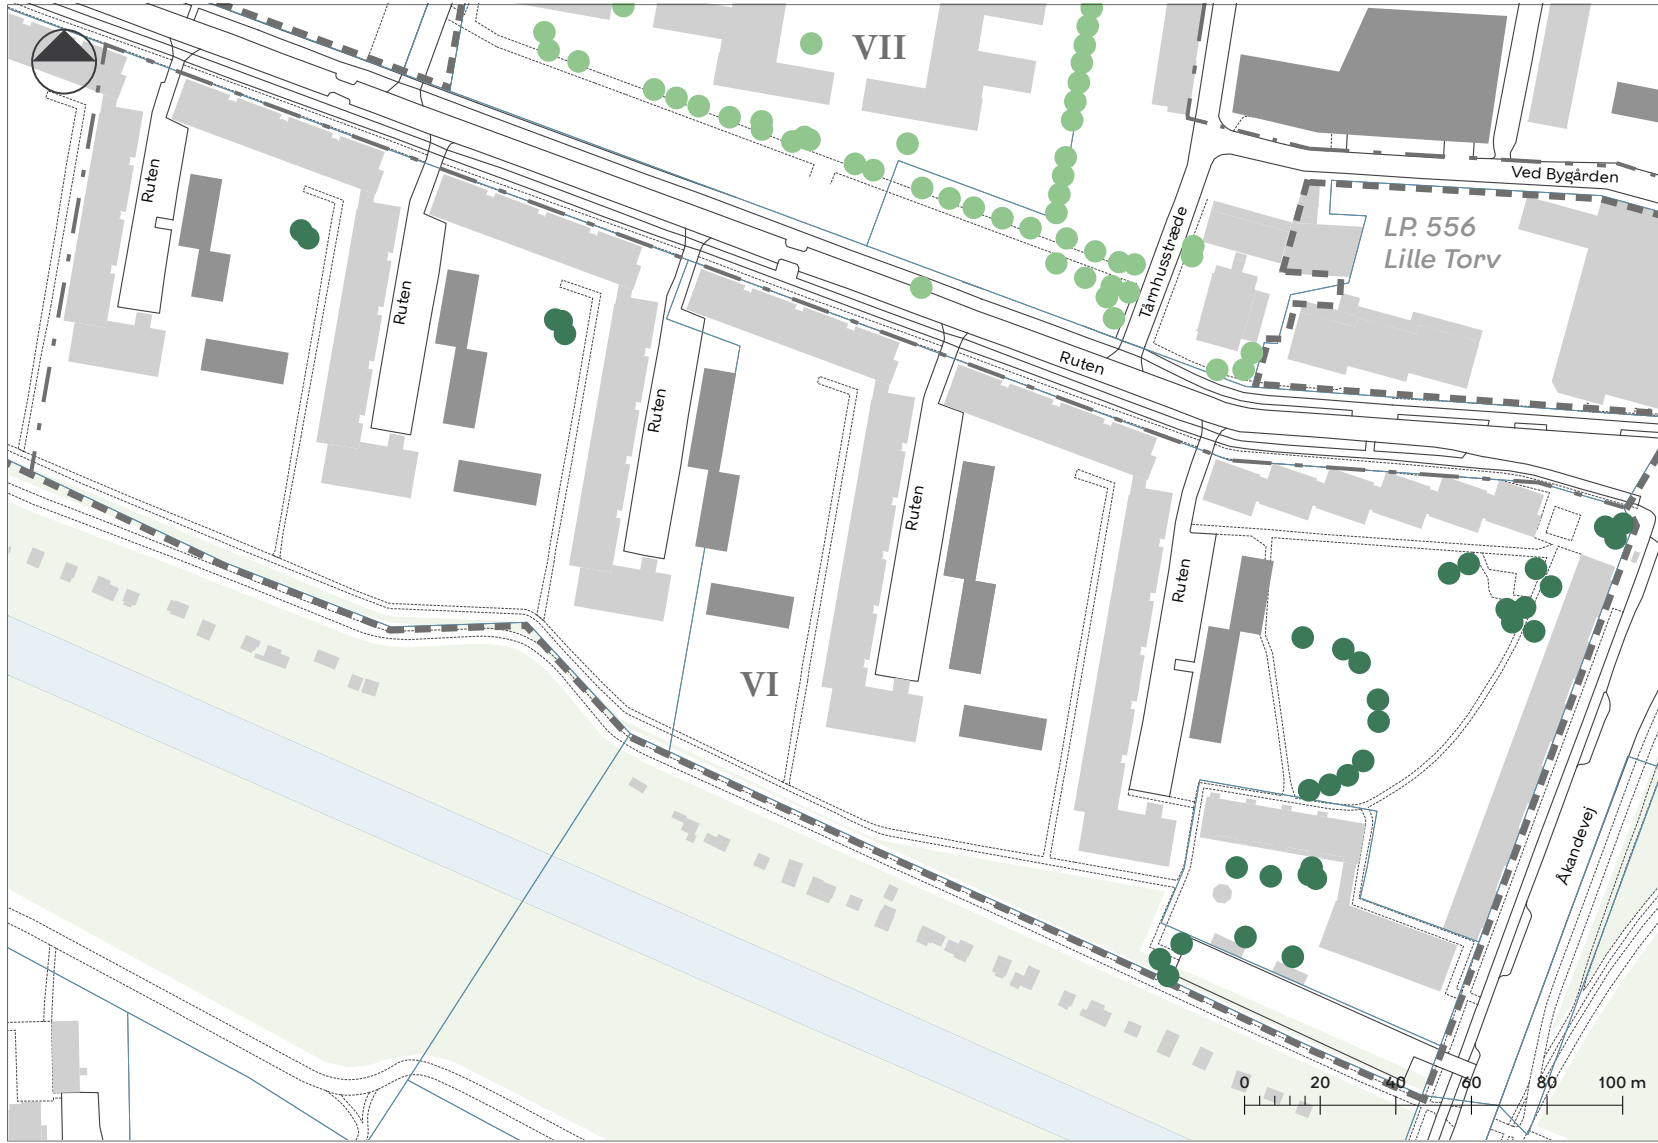 VII
Ved Bygården
LP. 556
Lille Torv
Tårnhusstræde
Ruten
Ruten
Ruten
Ruten
Ruten
Ruten
VI
Åkandevej
0 20 40 60 80 100 m